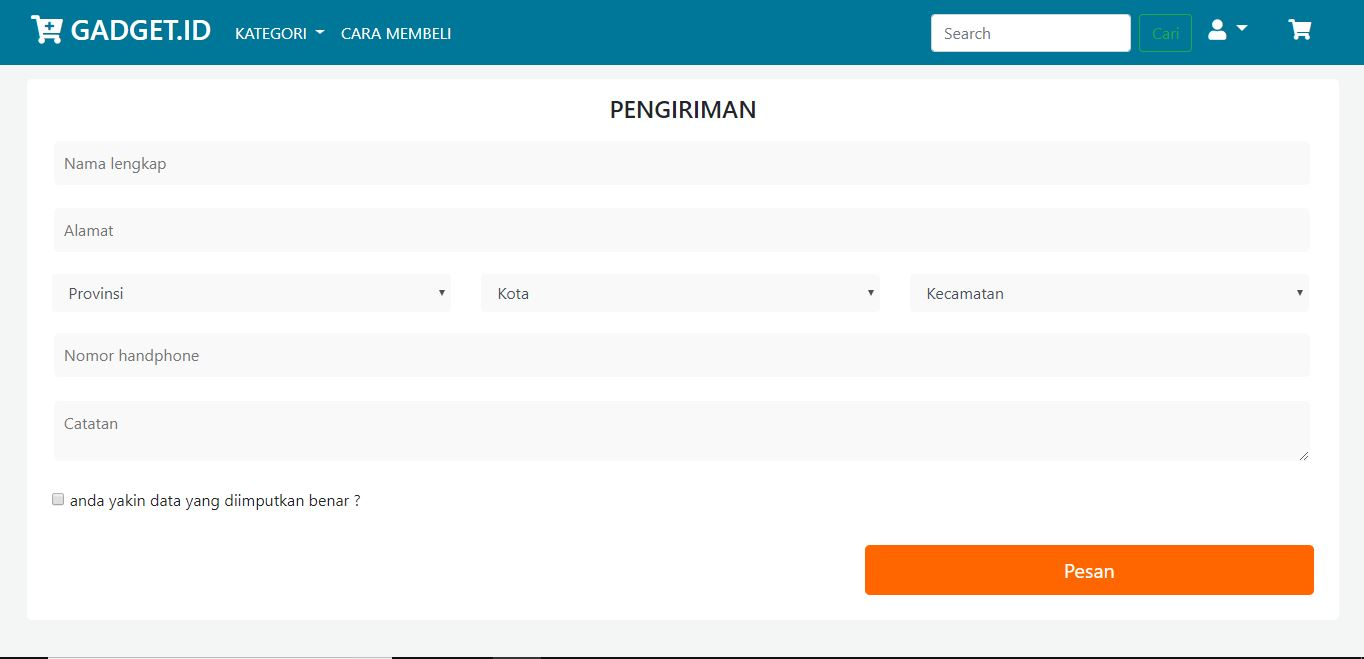 GADGET.ID KATEGORI CARA MEMBELI Search Cari
PENGIRIMAN
Nama lengkap
Alamat
Provinsi Kota Kecamatan
Nomor handphone
Catatan
anda yakin data yang diimputkan benar ?
Pesan